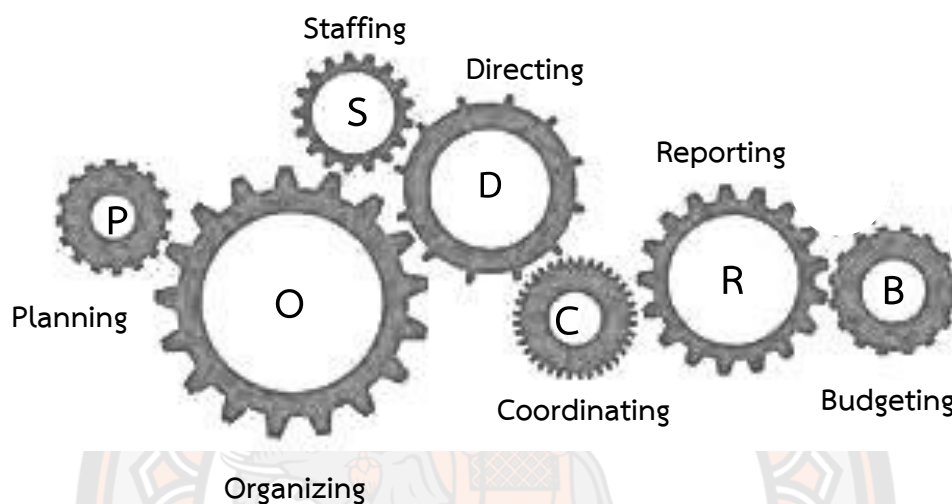 Staffing
Directing
S
Reporting
D
P
R
B
O
C
Planning
Coordinating
Budgeting
Organizing